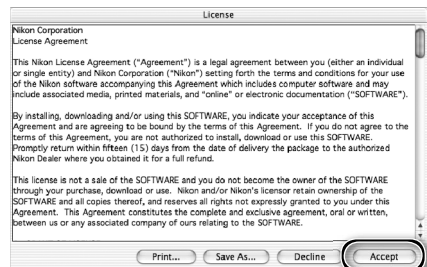 License
Nikon Corporation
License Agreement
This Nikon License Agreement ("Agreement") is a legal agreement between you (either an individual
or single entity) and Nikon Corporation ("Nikon") setting forth the terms and conditions for your use
of the Nikon software accompanying this Agreement which includes computer software and may
include associated media, printed materials, and "online" or electronic documentation ("SOFTWARE").
By installing, downloading and/or using this SOFTWARE, you indicate your acceptance of this
Agreement and are agreeing to be bound by the terms of this Agreement. If you do not agree to the
terms of this Agreement, you are not authorized to install, download or use this SOFTWARE.
Promptly return within fifteen (15) days from the date of delivery the package to the authorized
Nikon Dealer where you obtained it for a full refund.
This license is not a sale of the SOFTWARE and you do not become the owner of the SOFTWARE
through your purchase, download or use. Nikon and/or Nikon's licensor retain ownership of the
SOFTWARE and all copies thereof, and reserves all rights not expressly granted to you under this
Agreement. This Agreement constitutes the complete and exclusive agreement, oral or written,
between us or any associated company of ours relating to the SOFTWARE.
Print... Save As... Decline Accept